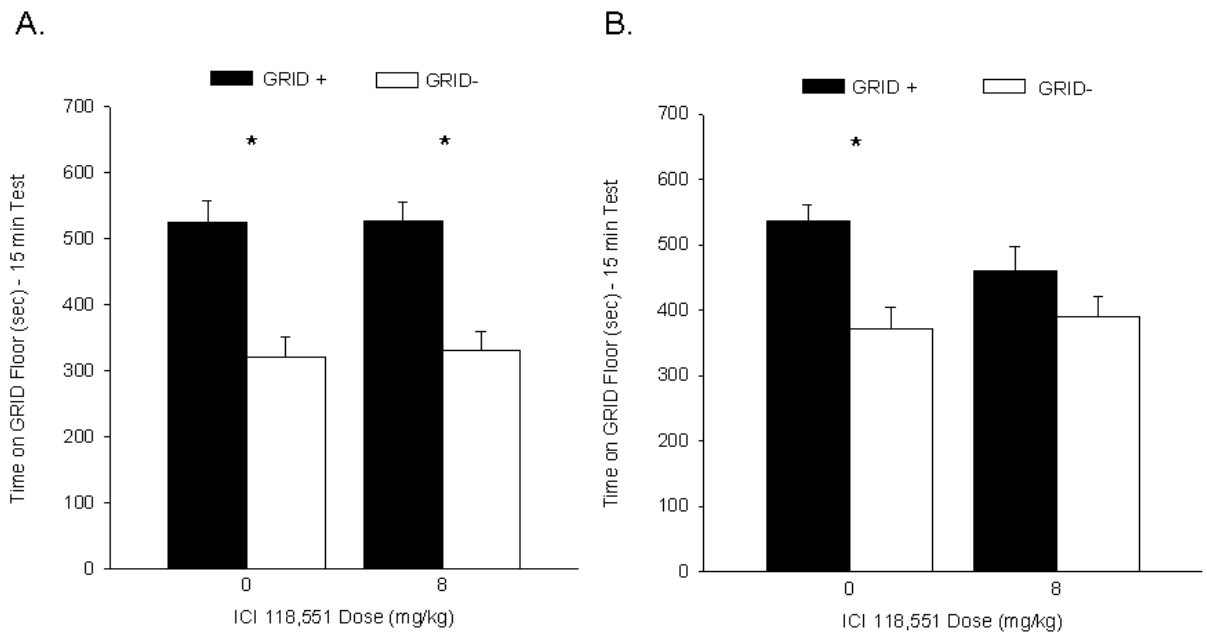 A.
GRID +
GRID-
700
600
500
400
300
200
100
0
*
*
0
8
Time on GRID Floor (sec) - 15 min Test
ICI 118,551 Dose (mg/kg)
B.
GRID +
GRID-
700
600
500
400
300
200
100
0
*
0
8
Time on GRID Floor (sec) - 15 min Test
ICI 118,551 Dose (mg/kg)